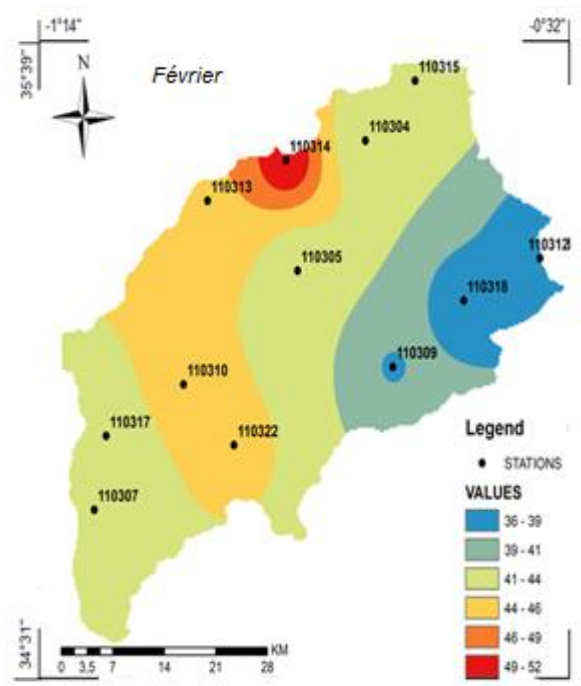 -1°14"
-0°32"
35°39"
N
Février
110315
110304
110314
110313
110312
110305
110318
110309
110310
110317
110322
110307
Legend
STATIONS
VALUES
36 - 39
39 - 41
41 - 44
44 - 46
46 - 49
49 - 52
34°31"
KM
0 3,5 7 14 21 28